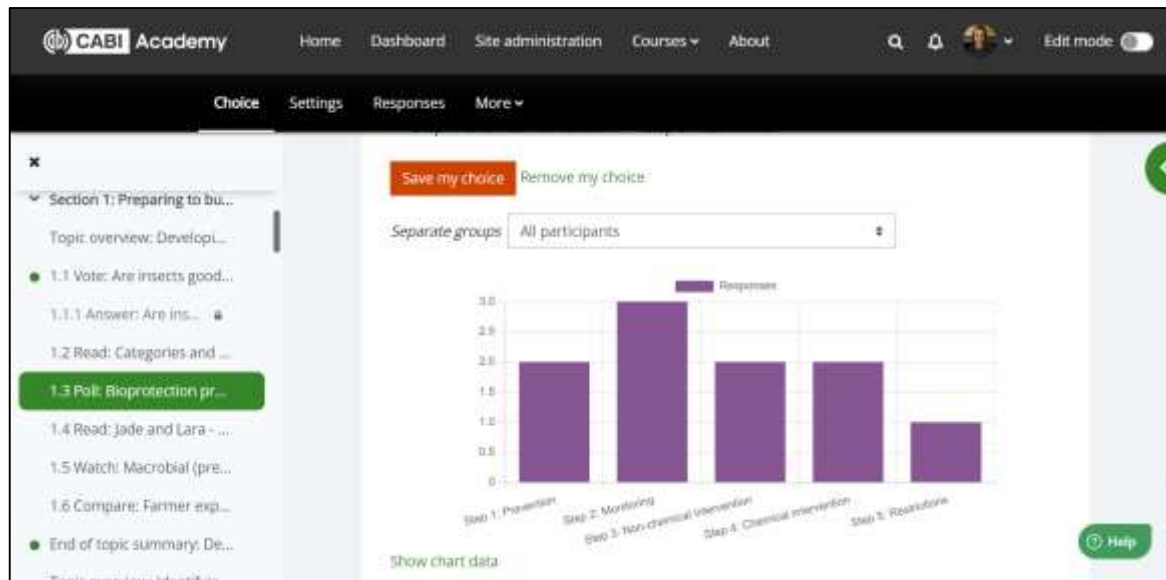 CABI Academy Home Dashboard Site administration Courses About Edit mode
Choice Settings Responses More
Section 1: Preparing to bu...
Topic overview: Developi...
1.1 Vote: Are insects good...
1.1.1 Answer: Are ins...
1.2 Read: Categories and ...
1.3 Poll: Bioprotection pr...
1.4 Read: Jade and Lara - ...
1.5 Watch: Macrobial (pre...
1.6 Compare: Farmer exp...
End of topic summary: De...
Save my choice Remove my choice
Separate groups All participants
Responses
3.0
2.5
2.0
1.5
1.0
0.5
0
Step 1: Prevention
Step 2: Monitoring
Step 3: Non-chemical intervention
Step 4: Chemical intervention
Step 5: Restrictions
Show chart data
Help